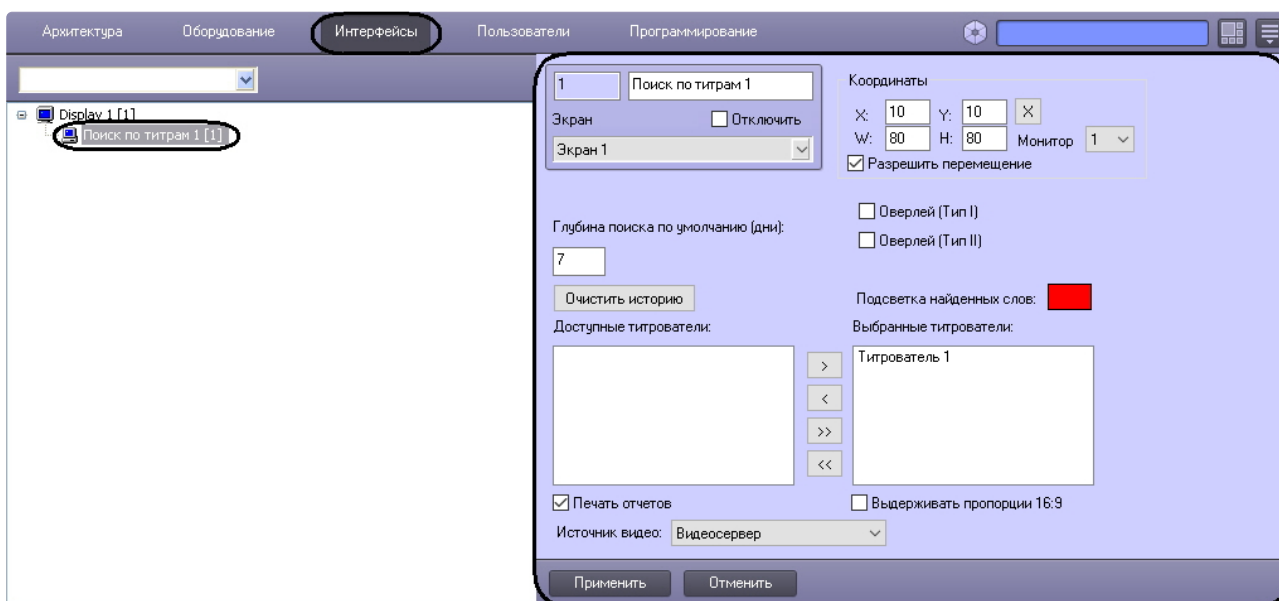 Архитектура Оборудование Интерфейсы Пользователи Программирование
Display 1 [1]
Поиск по титрам 1 [1]
1 Поиск по титрам 1
Экран Отключить
Экран 1
Координаты
X: 10 Y: 10 X
W: 80 H: 80 Монитор 1
Разрешить перемещение
Оверлей (Тип I)
Оверлей (Тип II)
Глубина поиска по умолчанию (дни):
7
Очистить историю
Подсветка найденных слов:
Доступные титрователи:
Выбранные титрователи:
Титрователь 1
>
<
>>
<<
Печать отчетов
Выдерживать пропорции 16:9
Источник видео: Видеосервер
Применить Отменить